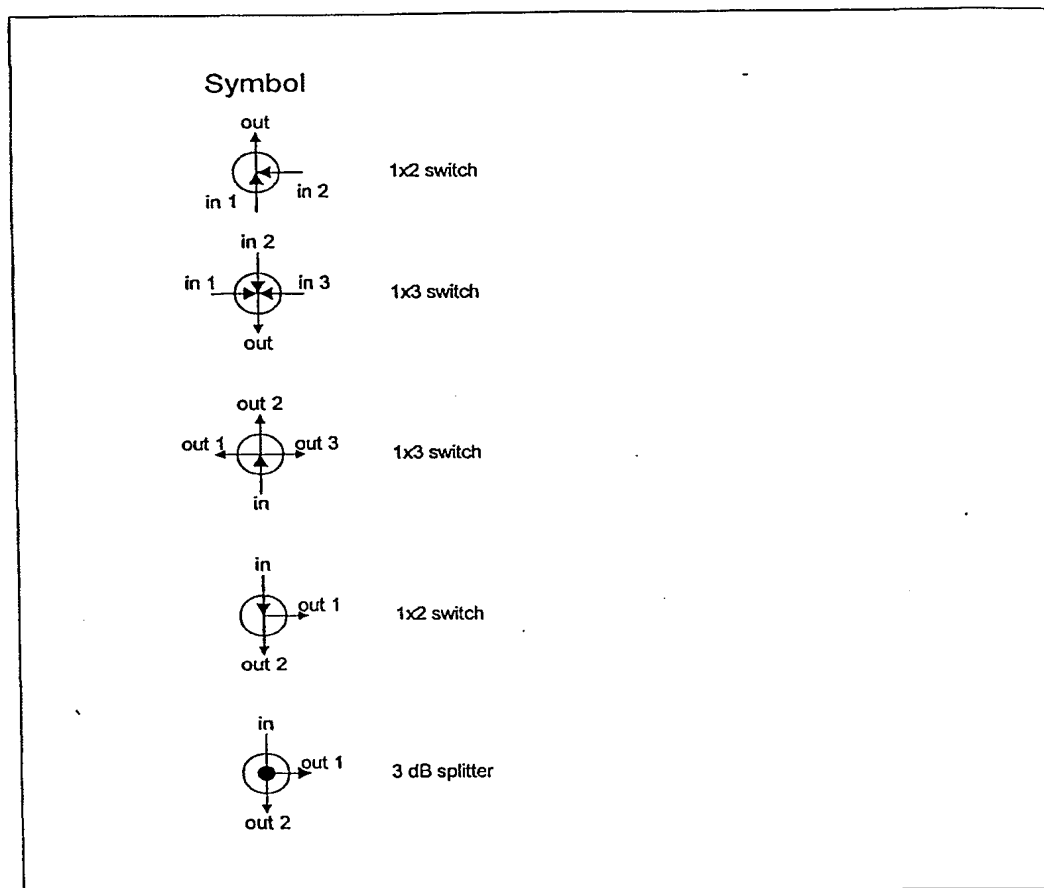 Symbol
out
1x2 switch
in 2
in 1
in 2
in 1
in 3
1x3 switch
out
out 2
out 1
out 3
1x3 switch
in
in
out 1
1x2 switch
out 2
in
out 1
3 dB splitter
out 2